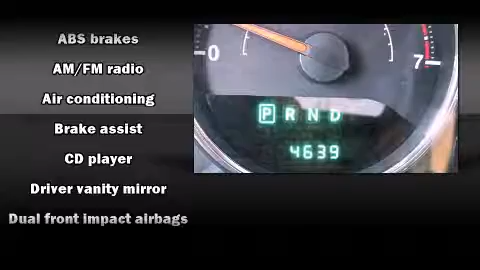 ABS brakes
AM/FM radio
Air conditioning
Brake assist
CD player
Driver vanity mirror
Dual front impact airbags
0
7
P R N D
4639